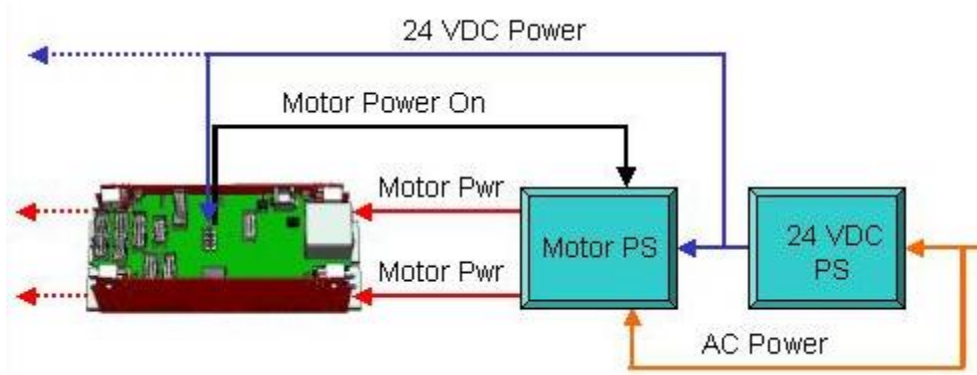 24 VDC Power
Motor Power On
Motor Pwr
Motor PS
24 VDC
PS
Motor Pwr
AC Power